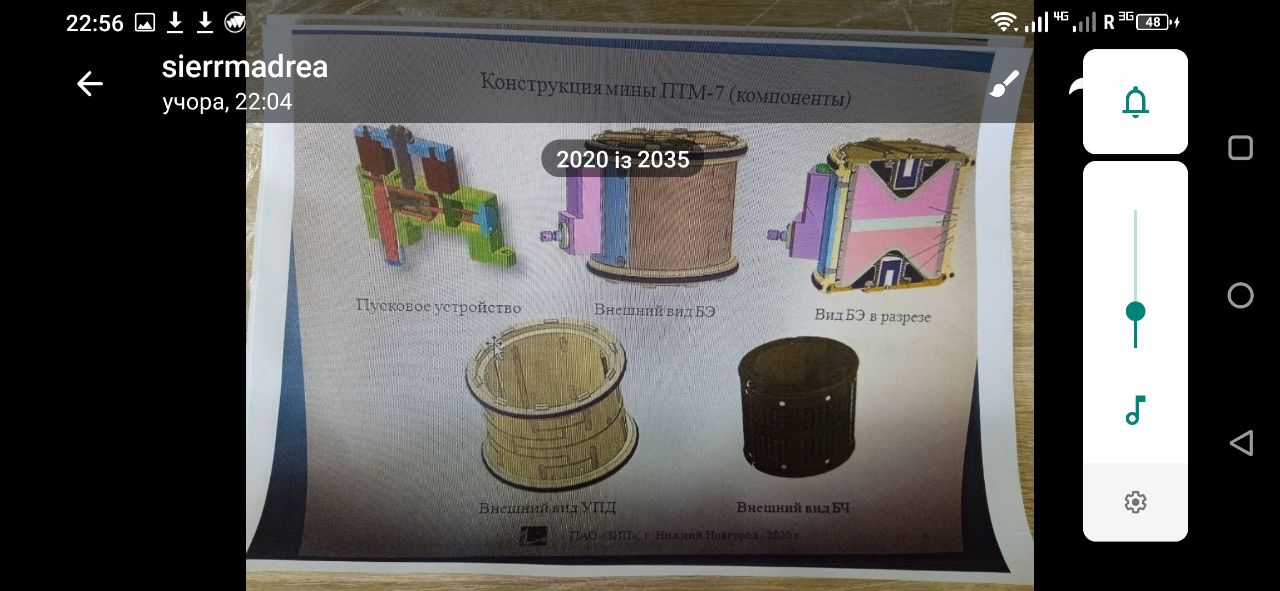 22:56
4G R 3G 48
sierrmadrea
учора, 22:04
Конструкция мины ПТМ-7 (компоненты)
2020 із 2035
Пусковое устройство
Внешний вид БЭ
Вид БЭ в разрезе
Внешний вид УПД
Внешний вид БЧ
ПАО «ЗИП», г. Нижний Новгород, 2020 г.